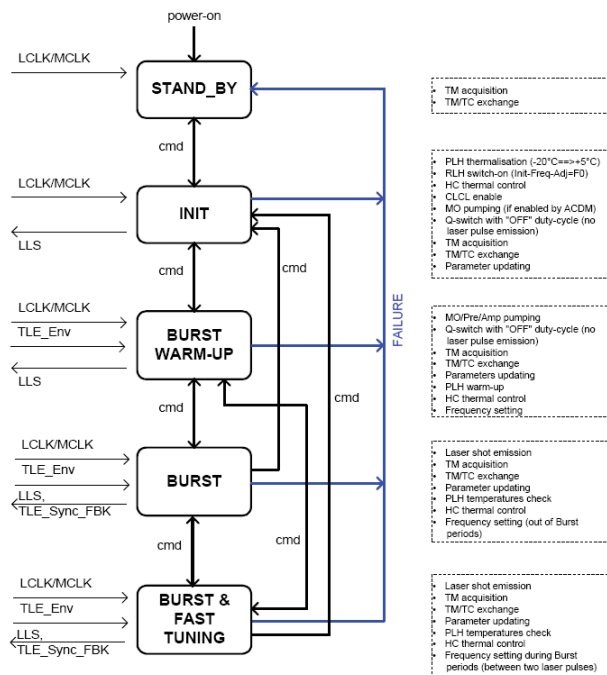 power-on
LCLK/MCLK
STAND_BY
• TM acquisition
• TM/TC exchange
cmd
LCLK/MCLK
INIT
LLS
• PLH thermalisation (-20°C==>+5°C)
• RLH switch-on (Init-Freq-Adj=F0)
• HC thermal control
• CLCL enable
• MO pumping (if enabled by ACDM)
• Q-switch with "OFF" duty-cycle (no
laser pulse emission)
• TM acquisition
• TM/TC exchange
• Parameter updating
cmd
cmd
FAILURE
LCLK/MCLK
TLE_Env
BURST
WARM-UP
LLS
• MO/Pre/Amp pumping
• Q-switch with "OFF" duty-cycle (no
laser pulse emission)
• TM acquisition
• TM/TC exchange
• Parameters updating
• PLH warm-up
• HC thermal control
• Frequency setting
cmd
cmd
LCLK/MCLK
TLE_Env
BURST
LLS,
TLE_Sync_FBK
• Laser shot emission
• TM acquisition
• TM/TC exchange
• Parameter updating
• PLH temperatures check
• HC thermal control
• Frequency setting (out of Burst
periods)
cmd
LCLK/MCLK
TLE_Env
BURST &
FAST
TUNING
LLS,
TLE_Sync_FBK
• Laser shot emission
• TM acquisition
• TM/TC exchange
• Parameter updating
• PLH temperatures check
• HC thermal control
• Frequency setting during Burst
periods (between two laser pulses)